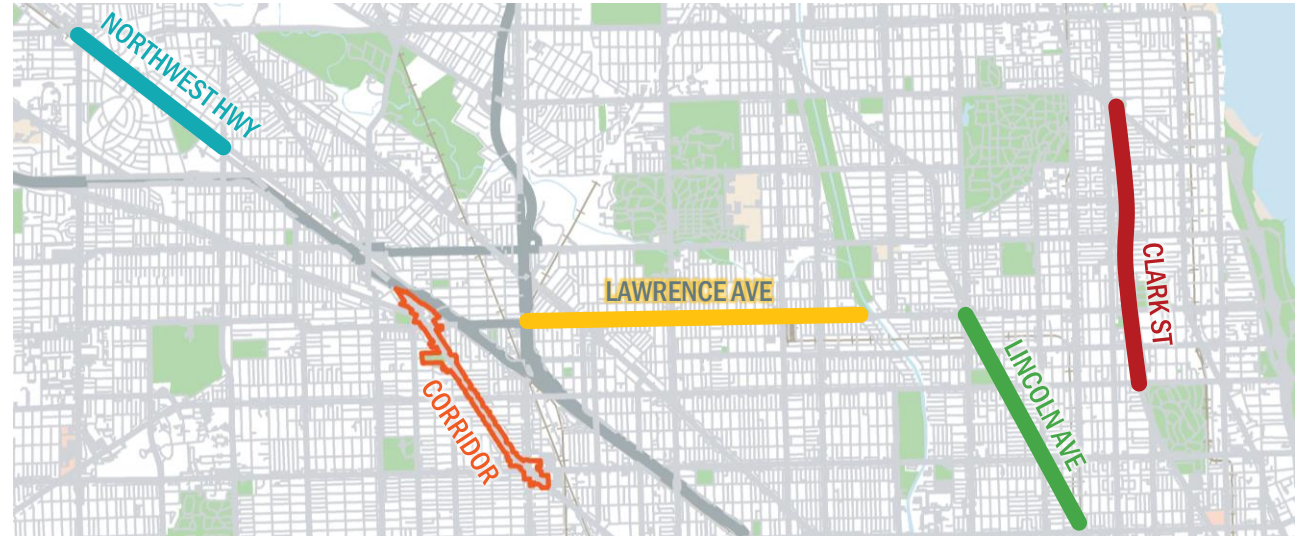 NORTHWEST HWY
LAWRENCE AVE
CORRIDOR
LINCOLN AVE
CLARK ST